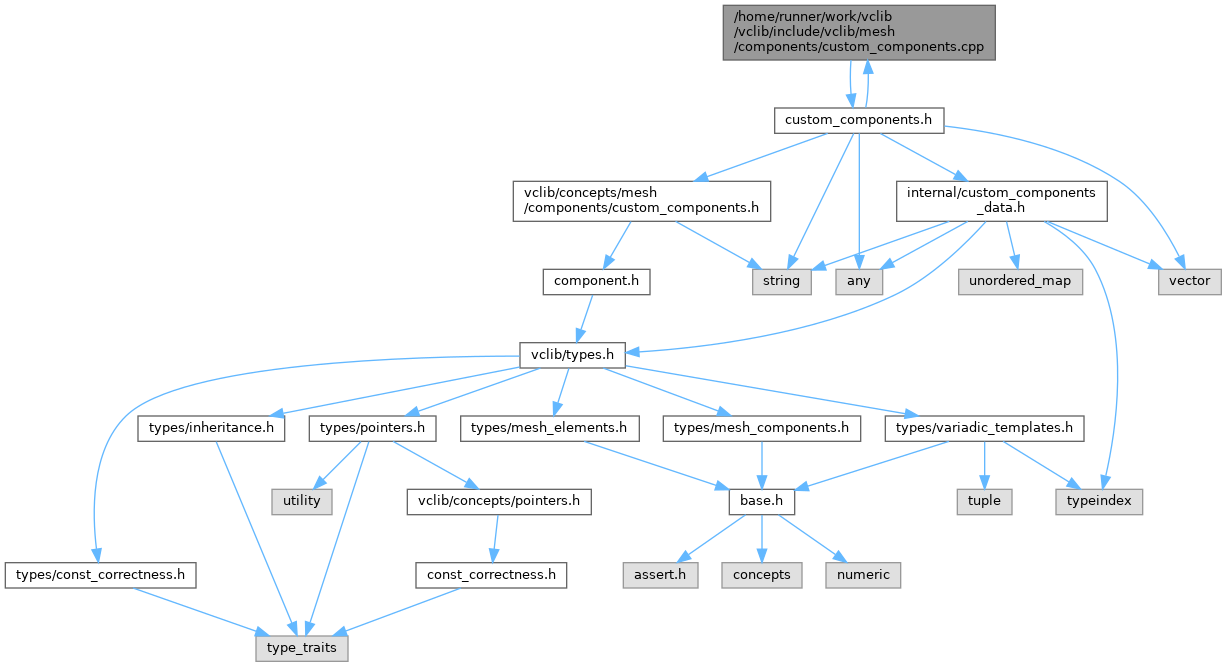 /home/runner/work/vclib
/vclib/include/vclib/mesh
/components/custom_components.cpp
custom_components.h
vclib/concepts/mesh
/components/custom_components.h
internal/custom_components
_data.h
component.h
string
any
unordered_map
vector
vclib/types.h
types/inheritance.h
types/pointers.h
types/mesh_elements.h
types/mesh_components.h
types/variadic_templates.h
utility
vclib/concepts/pointers.h
base.h
tuple
typeindex
types/const_correctness.h
const_correctness.h
assert.h
concepts
numeric
type_traits